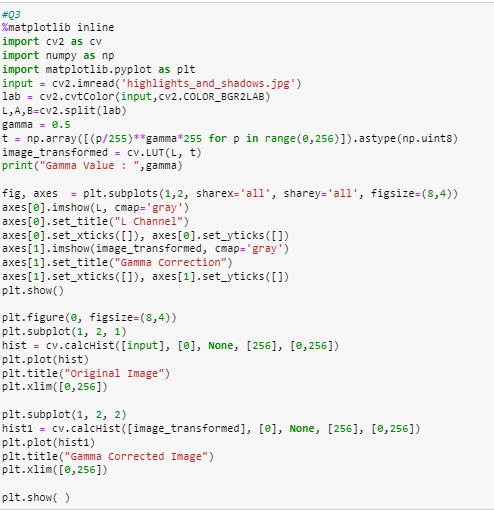 #Q3
%matplotlib inline
import cv2 as cv
import numpy as np
import matplotlib.pyplot as plt
input = cv2.imread('highlights_and_shadows.jpg')
lab = cv2.cvtColor(input,cv2.COLOR_BGR2LAB)
L,A,B=cv2.split(lab)
gamma = 0.5
t = np.array([(p/255)**gamma*255 for p in range(0,256)]).astype(np.uint8)
image_transformed = cv.LUT(L, t)
print("Gamma Value : ",gamma)

fig, axes  = plt.subplots(1,2, sharex='all', sharey='all', figsize=(8,4))
axes[0].imshow(L, cmap='gray')
axes[0].set_title("L Channel")
axes[0].set_xticks([]), axes[0].set_yticks([])
axes[1].imshow(image_transformed, cmap='gray')
axes[1].set_title("Gamma Correction")
axes[1].set_xticks([]), axes[1].set_yticks([])
plt.show()

plt.figure(0, figsize=(8,4))
plt.subplot(1, 2, 1)
hist = cv.calcHist([input], [0], None, [256], [0,256])
plt.plot(hist)
plt.title("Original Image")
plt.xlim([0,256])

plt.subplot(1, 2, 2)
hist1 = cv.calcHist([image_transformed], [0], None, [256], [0,256])
plt.plot(hist1)
plt.title("Gamma Corrected Image")
plt.xlim([0,256])

plt.show( )